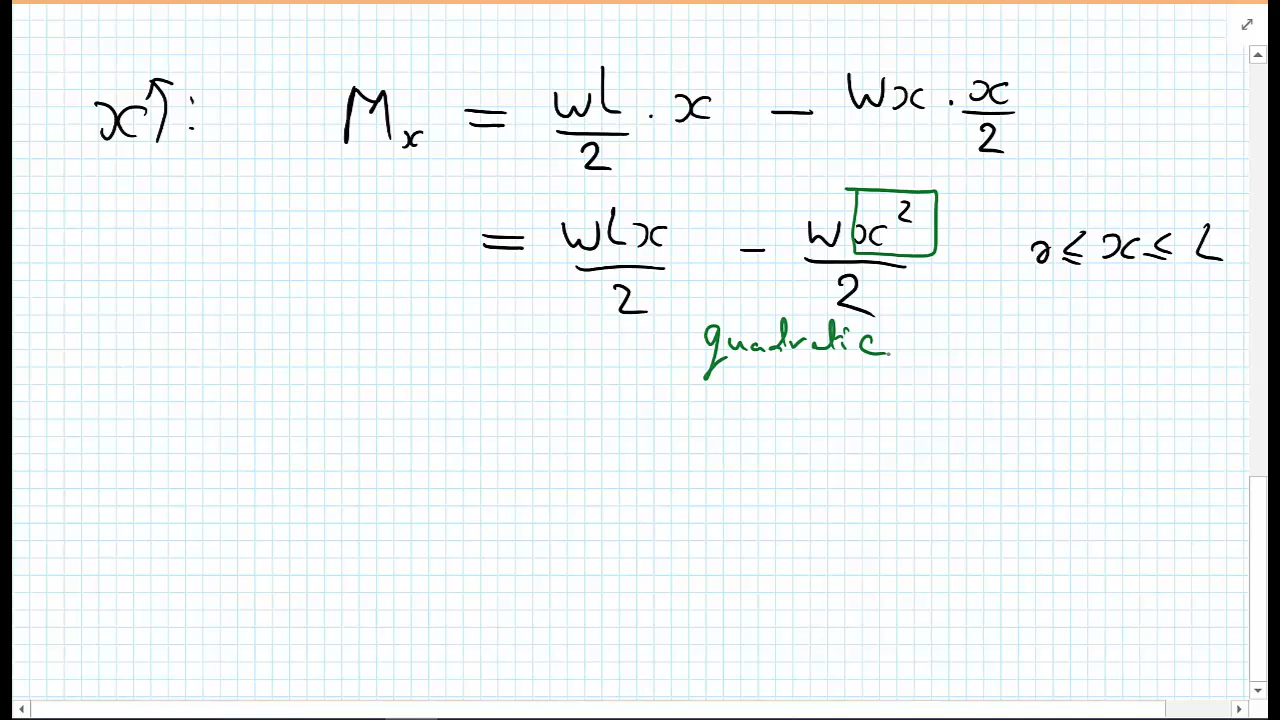 x↑: Mₓ = wL/2 · x − Wx · x/2
= wLx/2 − Wx²/2 0 ≤ x ≤ L
quadratic